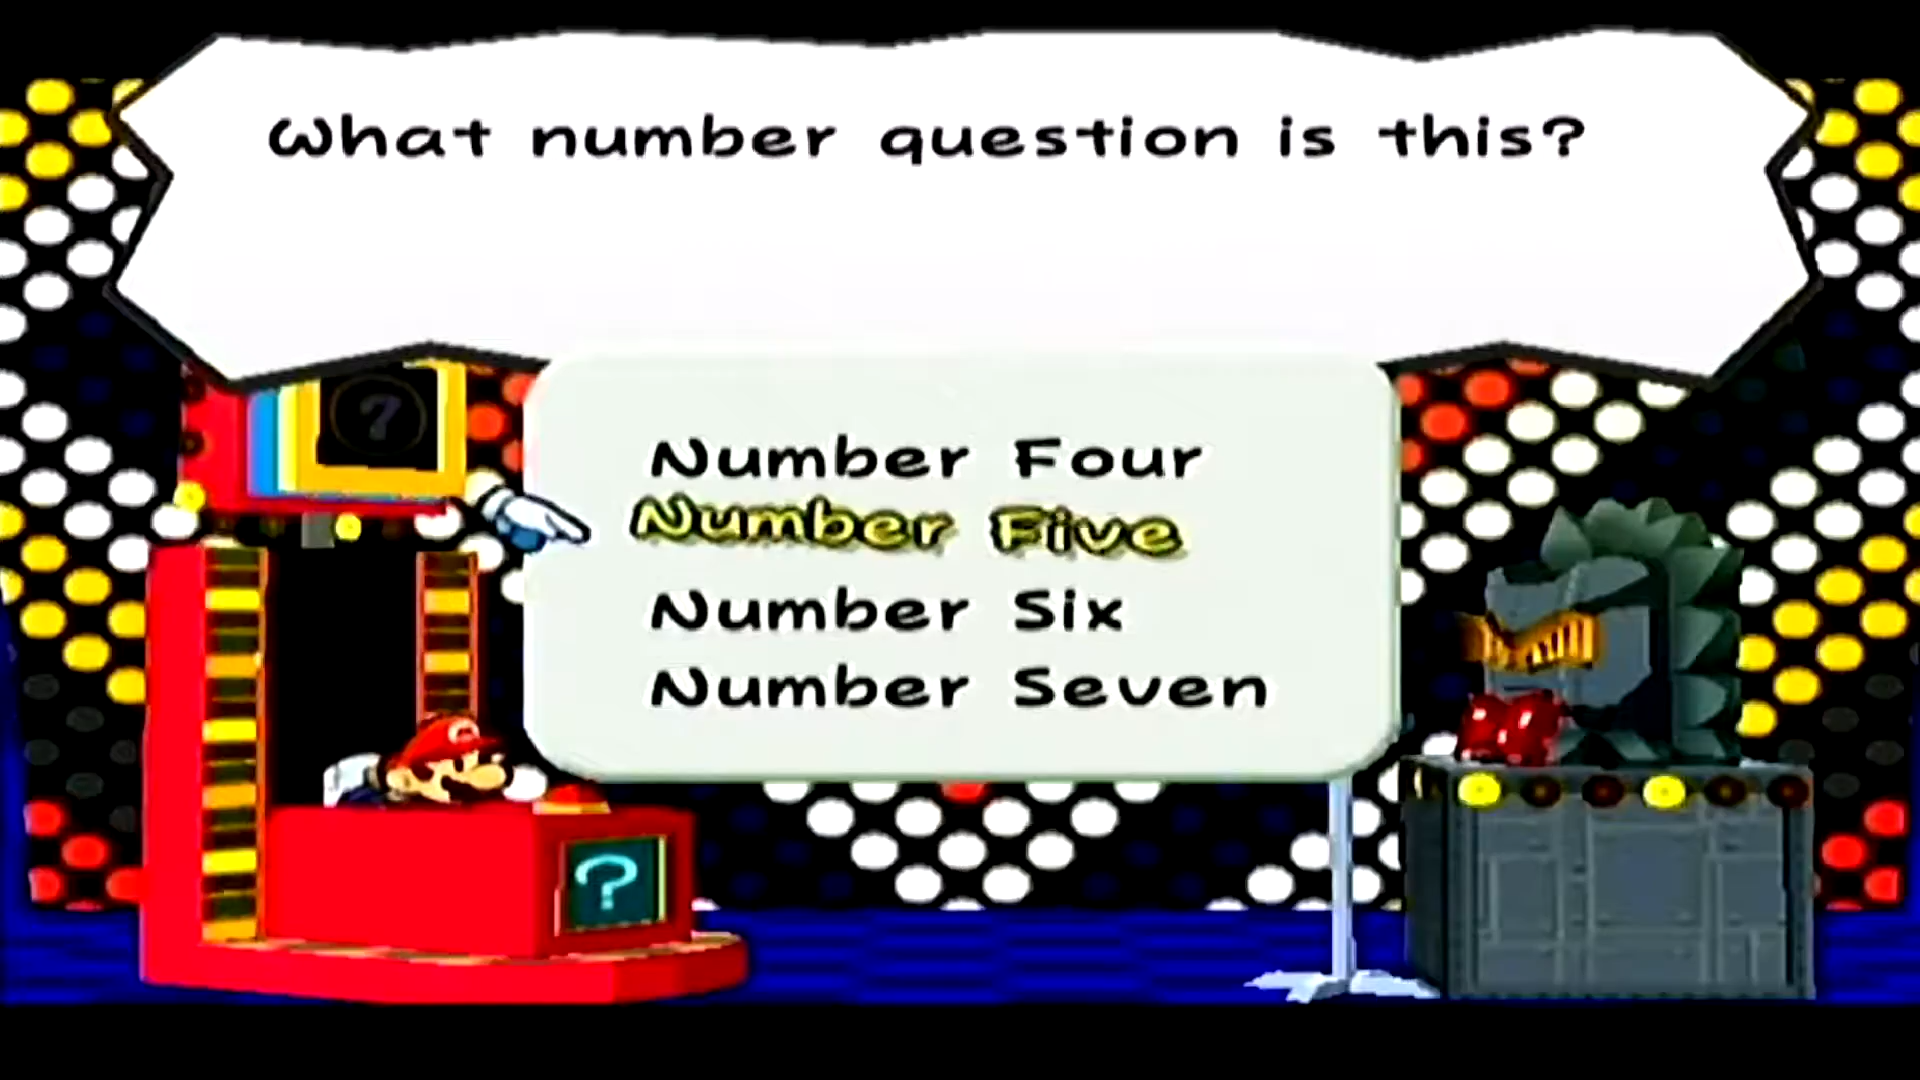 What number question is this?
?
Number Four
Number Five
Number Six
Number Seven
?